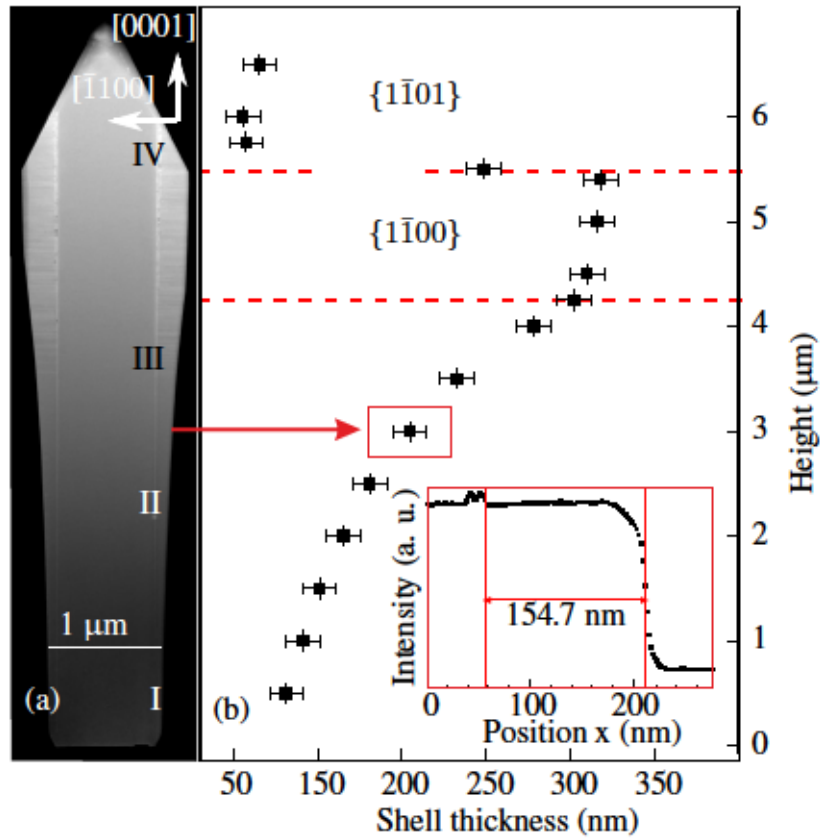 [0001]
[1̄100]
IV
III
II
1 μm
I
(a)
{11̄01}
{11̄00}
6
5
4
3
2
1
0
Height (μm)
Intensity (a. u.)
154.7 nm
0 100 200
Position x (nm)
(b)
50 150 200 250 300 350
Shell thickness (nm)